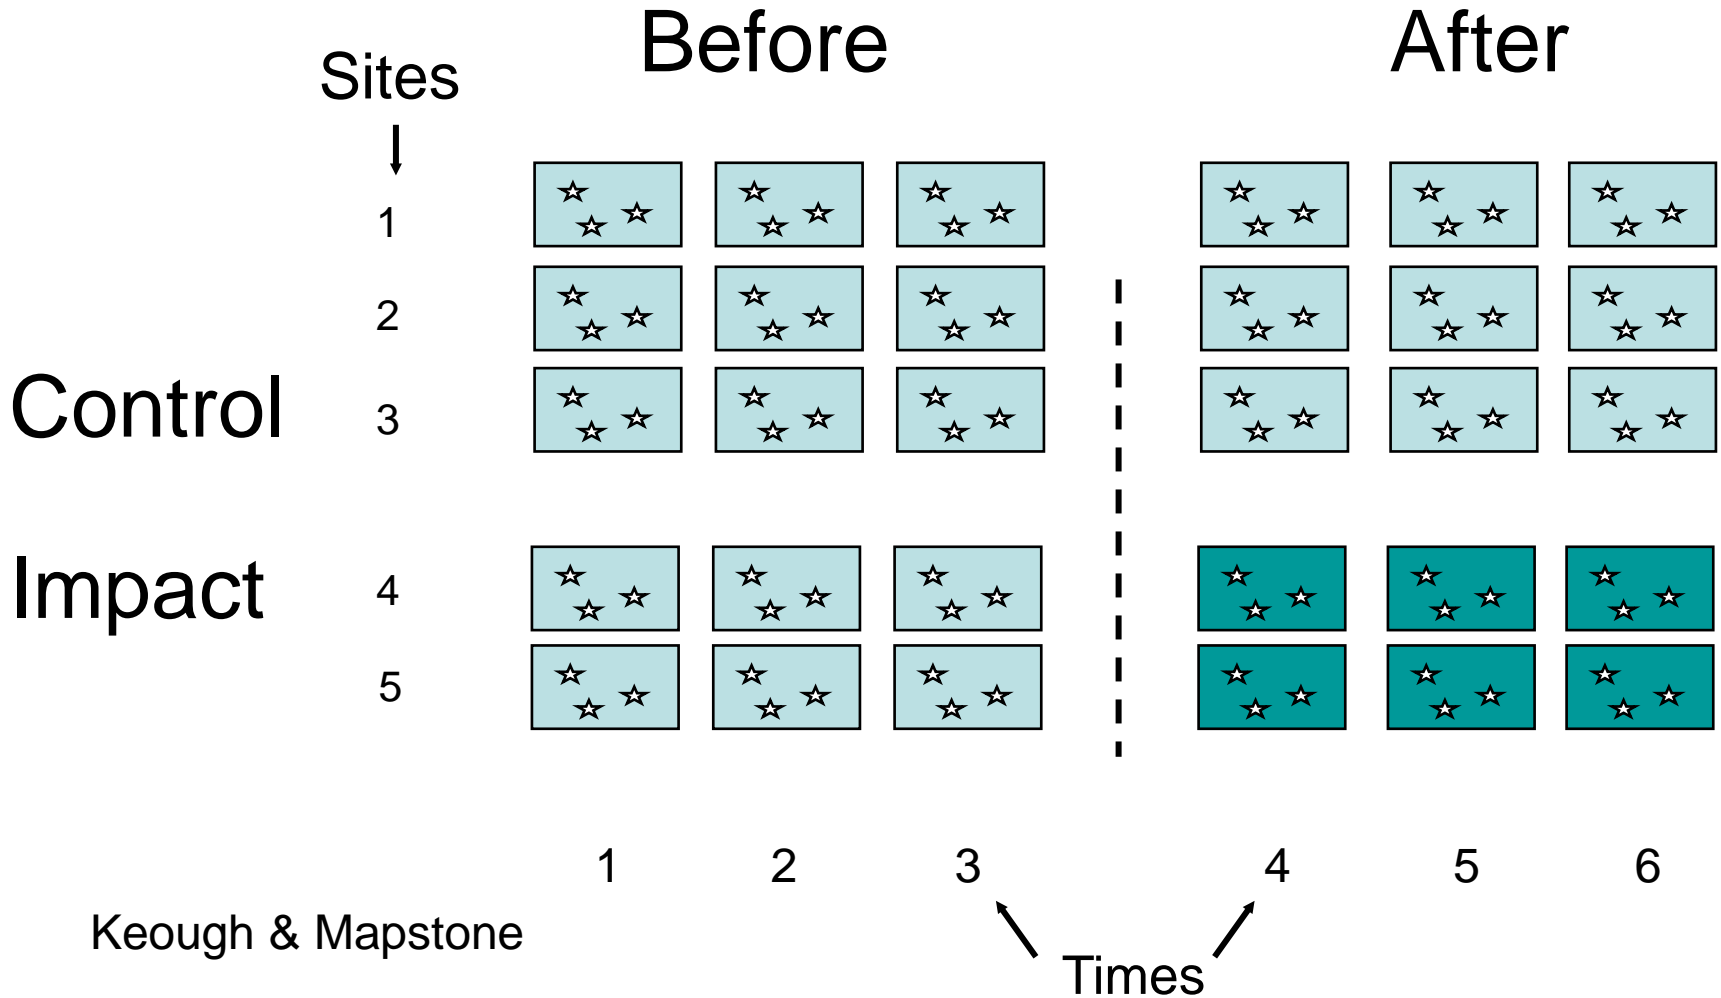 Before
After
Sites
1
2
Control
3
Impact
4
5
1 2 3 4 5 6
Keough & Mapstone
Times